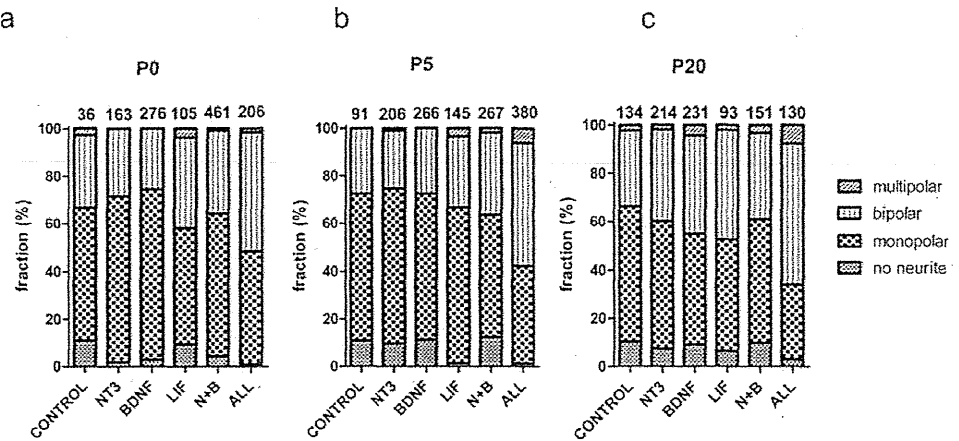 a b c
P0 P5 P20
36 163 276 105 461 206
91 206 266 145 267 380
134 214 231 93 151 130
100
80
60
40
20
0
fraction (%)
CONTROL NT3 BDNF LIF N+B ALL
100
80
60
40
20
0
fraction (%)
CONTROL NT3 BDNF LIF N+B ALL
100
80
60
40
20
0
fraction (%)
CONTROL NT3 BDNF LIF N+B ALL
multipolar
bipolar
monopolar
no neurite